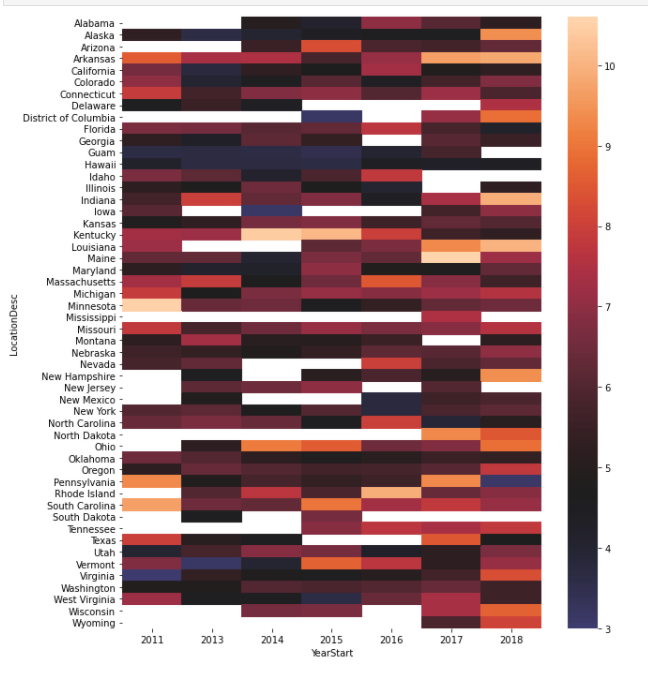 LocationDesc
Alabama
Alaska
Arizona
Arkansas
California
Colorado
Connecticut
Delaware
District of Columbia
Florida
Georgia
Guam
Hawaii
Idaho
Illinois
Indiana
Iowa
Kansas
Kentucky
Louisiana
Maine
Maryland
Massachusetts
Michigan
Minnesota
Mississippi
Missouri
Montana
Nebraska
Nevada
New Hampshire
New Jersey
New Mexico
New York
North Carolina
North Dakota
Ohio
Oklahoma
Oregon
Pennsylvania
Rhode Island
South Carolina
South Dakota
Tennessee
Texas
Utah
Vermont
Virginia
Washington
West Virginia
Wisconsin
Wyoming
2011 2013 2014 2015 2016 2017 2018
YearStart
10
9
8
7
6
5
4
3